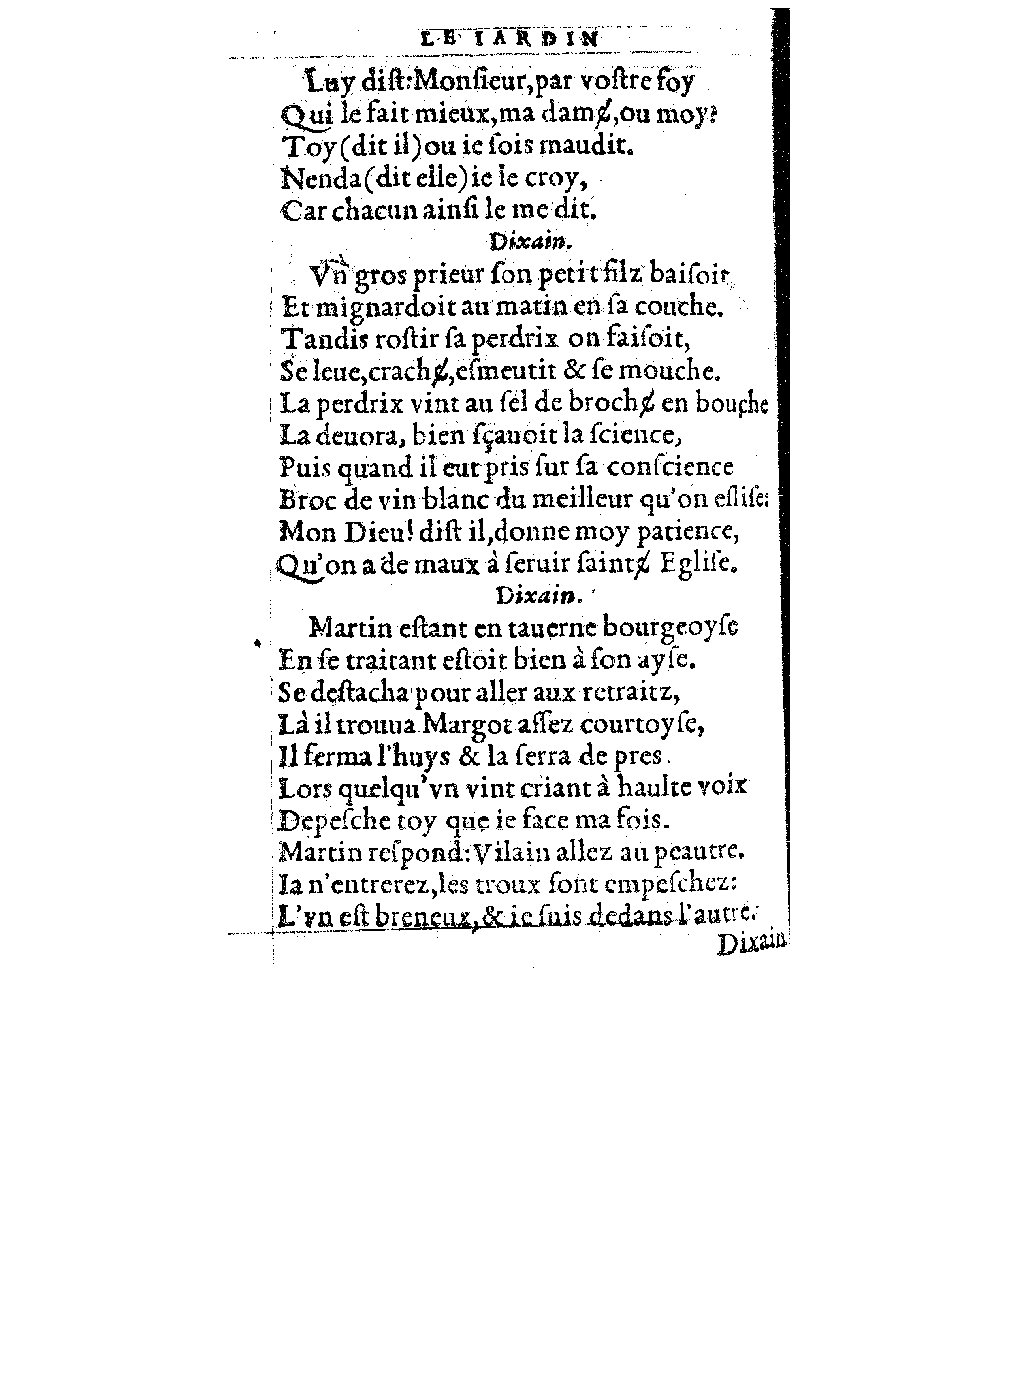 LE IARDIN
Luy diſt: Monſieur, par voſtre foy
Qui le fait mieux, ma damɇ, ou moy?
Toy (dit il) ou ie ſois maudit.
Nenda (dit elle) ie le croy,
Car chacun ainſi le me dit.
Dixain.
Vn gros prieur ſon petit filz baiſoit
Et mignardoit au matin en ſa couche.
Tandis roſtir ſa perdrix on faiſoit,
Se leue, crachɇ, eſmeutit & ſe mouche.
La perdrix vint au ſel de brochɇ en bouche
La deuora, bien ſçauoit la ſcience,
Puis quand il eut pris ſur ſa conſcience
Broc de vin blanc du meilleur qu'on eſliſe:
Mon Dieu! diſt il, donne moy patience,
Qu'on a de maux à ſeruir ſaintɇ Egliſe.
Dixain.
Martin eſtant en tauerne bourgeoyſe
En ſe traitant eſtoit bien à ſon ayſe.
Se deſtacha pour aller aux retraitz,
Là il trouua Margot aſſez courtoyſe,
Il ferma l'huys & la ſerra de pres.
Lors quelqu'vn vint criant à haulte voix
Depeſche toy que ie face ma fois.
Martin reſpond: Vilain allez au peautre.
Ia n'entrerez, les troux ſont empeſchez:
L'vn eſt breneux, & ie ſuis dedans l'autre.
Dixain